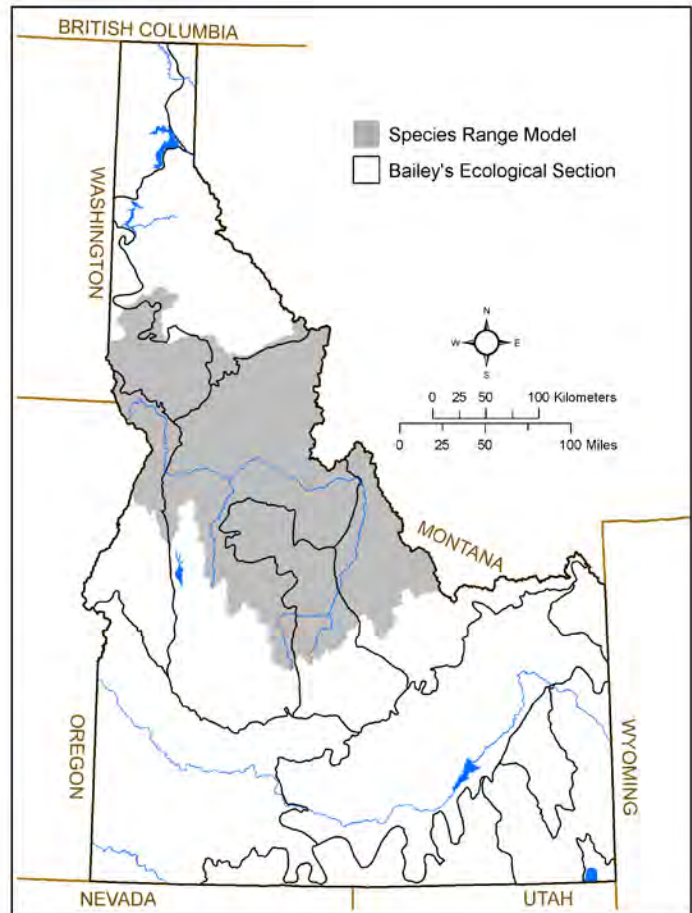 BRITISH COLUMBIA
Species Range Model
Bailey's Ecological Section
WASHINGTON
N
W E
S
0 25 50 100 Kilometers
0 25 50 100 Miles
MONTANA
OREGON
WYOMING
NEVADA
UTAH